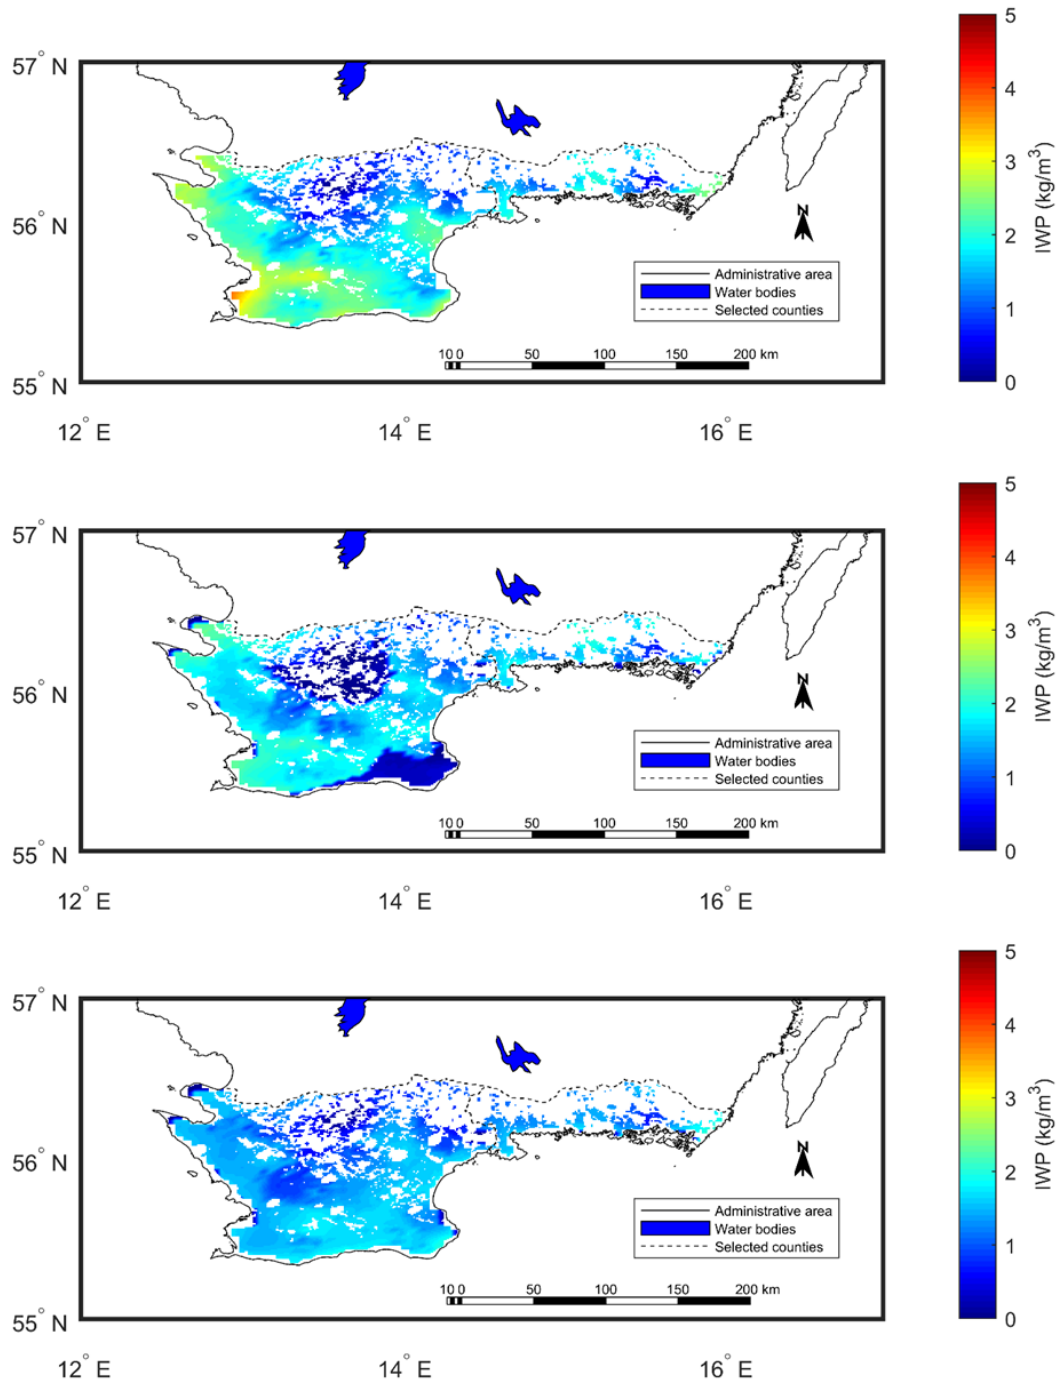 5
57° N
4
3
56° N
2
IWP (kg/m³)
N
Administrative area
Water bodies
Selected counties
1
10 0 50 100 150 200 km
55° N
0
12° E 14° E 16° E
5
57° N
4
3
56° N
2
IWP (kg/m³)
N
Administrative area
Water bodies
Selected counties
1
10 0 50 100 150 200 km
55° N
0
12° E 14° E 16° E
5
57° N
4
3
56° N
2
IWP (kg/m³)
N
Administrative area
Water bodies
Selected counties
1
10 0 50 100 150 200 km
55° N
0
12° E 14° E 16° E